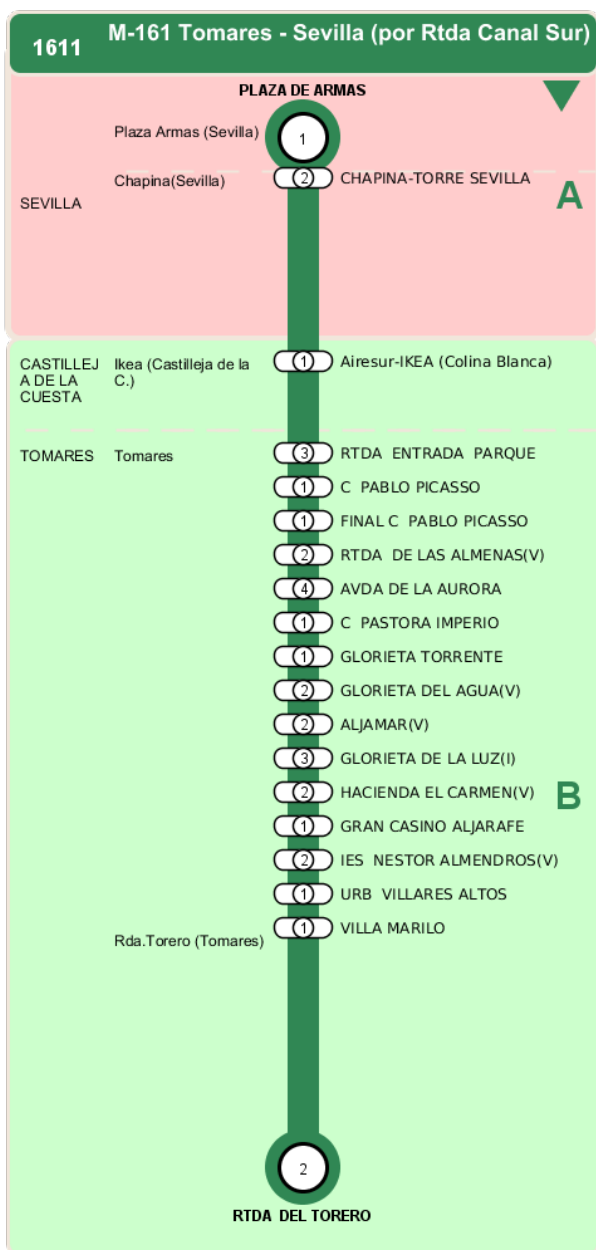 1611
M-161 Tomares - Sevilla (por Rtda Canal Sur)
PLAZA DE ARMAS
Plaza Armas (Sevilla)
1
Chapina(Sevilla)
2
CHAPINA-TORRE SEVILLA
A
SEVILLA
CASTILLEJ
A DE LA
CUESTA
Ikea (Castilleja de la
C.)
1
Airesur-IKEA (Colina Blanca)
TOMARES
Tomares
3
RTDA ENTRADA PARQUE
1
C PABLO PICASSO
1
FINAL C PABLO PICASSO
2
RTDA DE LAS ALMENAS(V)
4
AVDA DE LA AURORA
1
C PASTORA IMPERIO
1
GLORIETA TORRENTE
2
GLORIETA DEL AGUA(V)
2
ALJAMAR(V)
3
GLORIETA DE LA LUZ(I)
2
HACIENDA EL CARMEN(V)
B
1
GRAN CASINO ALJARAFE
2
IES NESTOR ALMENDROS(V)
1
URB VILLARES ALTOS
1
VILLA MARILO
Rda.Torero (Tomares)
2
RTDA DEL TORERO